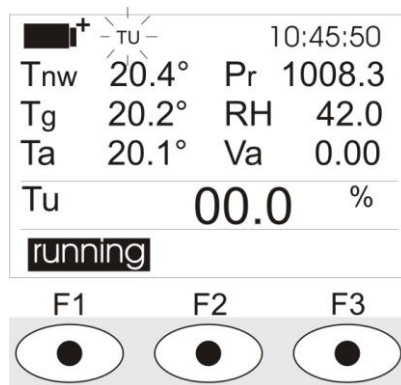 + TU 10:45:50
Tnw 20.4° Pr 1008.3
Tg 20.2° RH 42.0
Ta 20.1° Va 0.00
Tu 00.0 %
running
F1 F2 F3